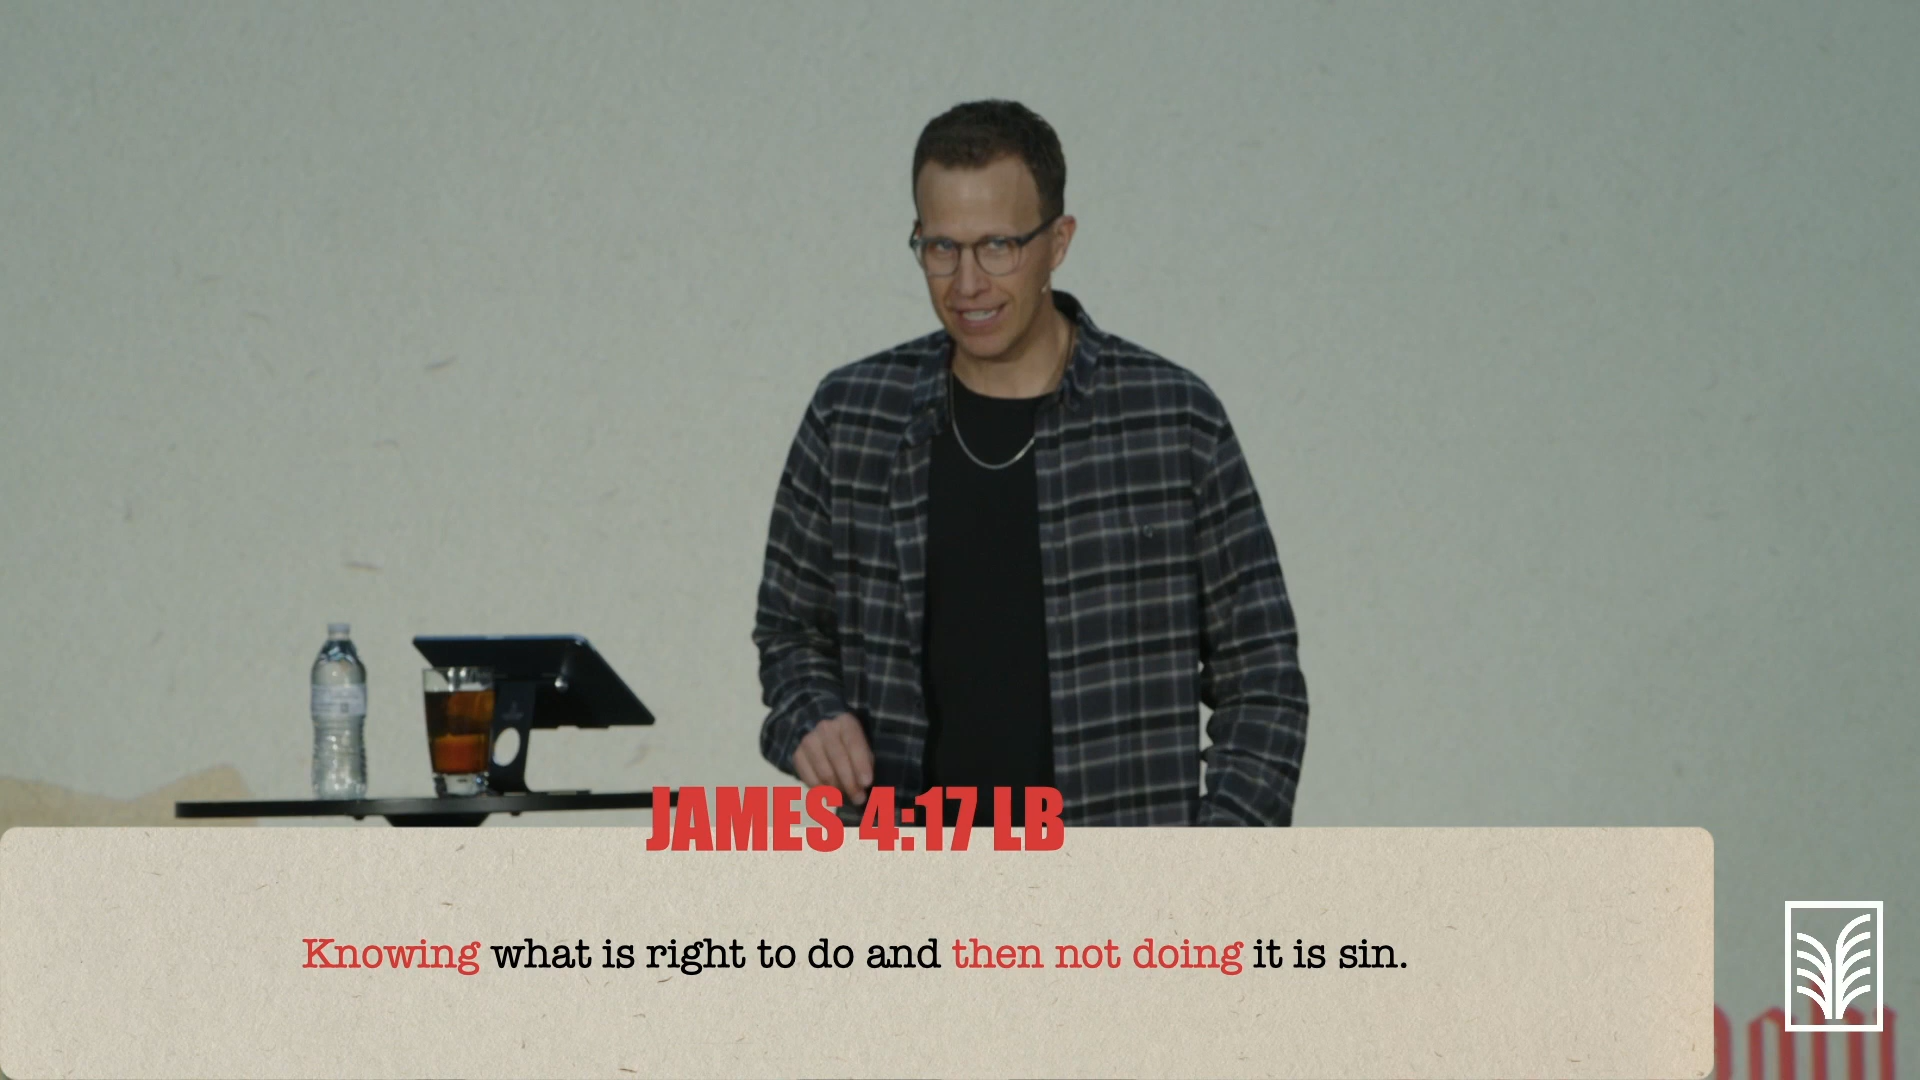 JAMES 4:17 LB
Knowing what is right to do and then not doing it is sin.